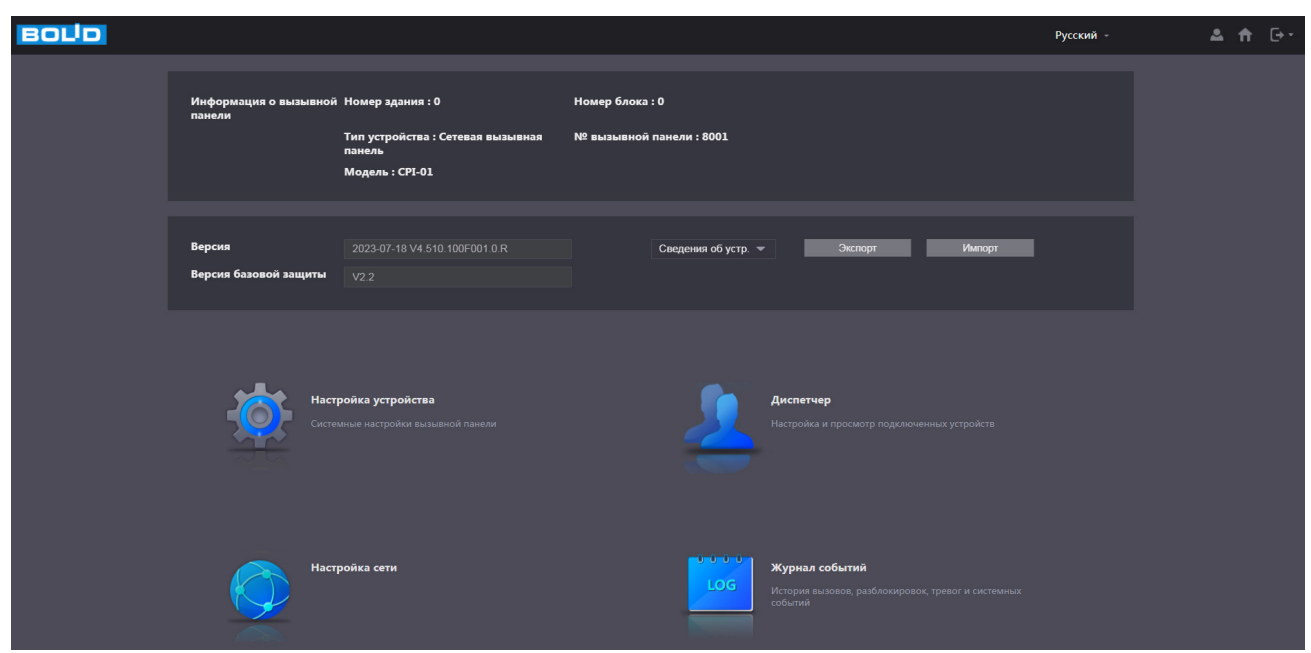 BOLID
Русский
Информация о вызывной панели
Номер здания : 0
Номер блока : 0
Тип устройства : Сетевая вызывная панель
№ вызывной панели : 8001
Модель : CPI-01
Версия
2023-07-18 V4.510.100F001.0.R
Сведения об устр.
Экспорт
Импорт
Версия базовой защиты
V2.2
Настройка устройства
Системные настройки вызывной панели
Диспетчер
Настройка и просмотр подключенных устройств
Настройка сети
LOG
Журнал событий
История вызовов, разблокировок, тревог и системных
событий